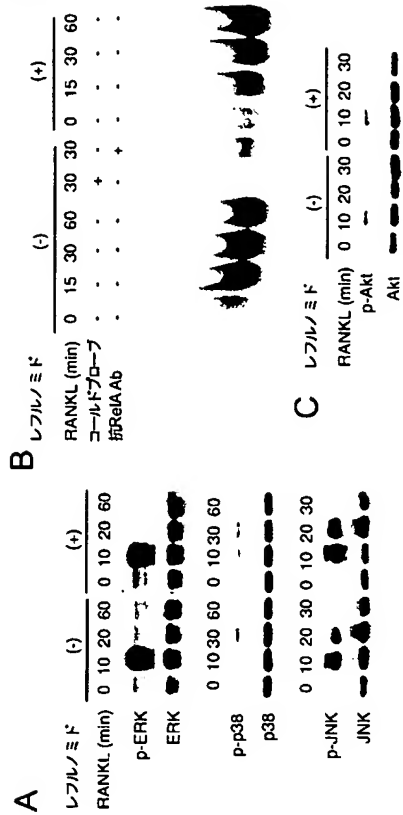 A
レフルノミド (-) (+)
RANKL (min) 0 10 20 60 0 10 20 60
p-ERK
ERK
0 10 30 60 0 10 30 60
p-p38
p38
0 10 20 30 0 10 20 30
p-JNK
JNK
B
レフルノミド (-) (+)
RANKL (min) 0 15 30 60 30 30 0 15 30 60
コールドプローブ - - - - + - - - - -
抗RelA Ab - - - - - + - - - -
C
レフルノミド (-) (+)
RANKL (min) 0 10 20 30 0 10 20 30
p-Akt
Akt